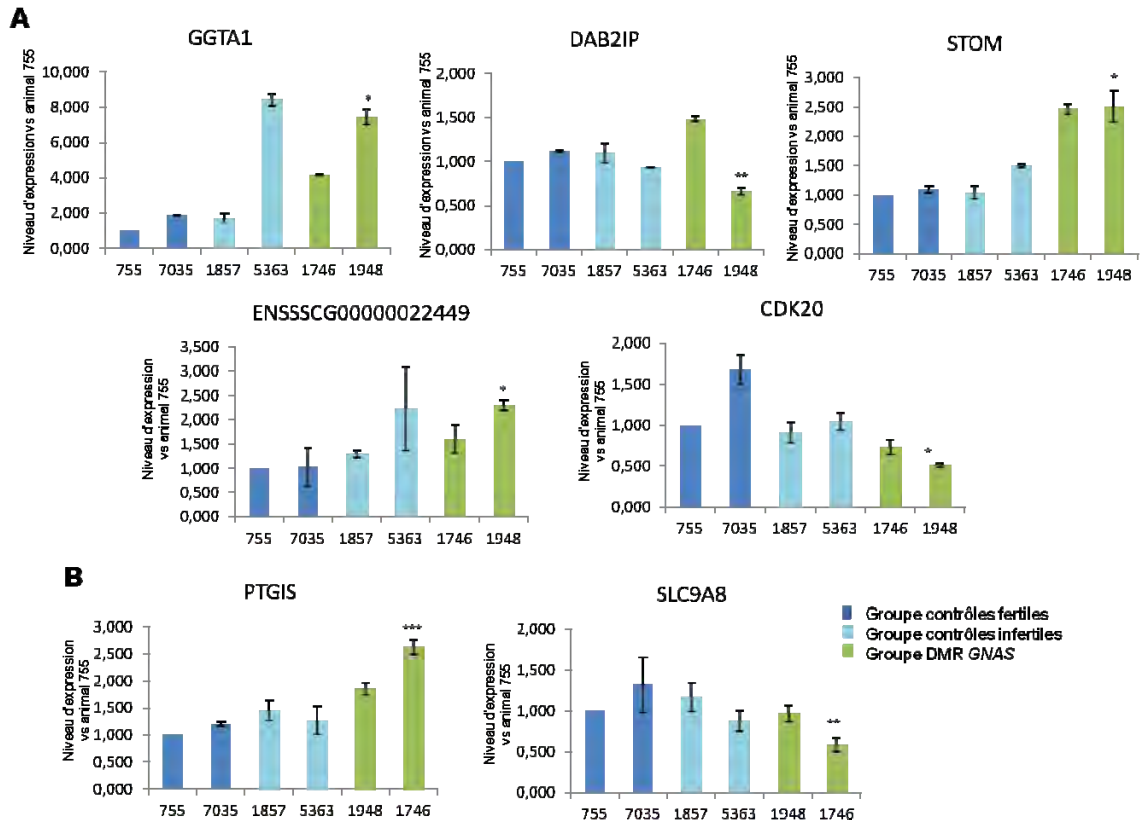 A
GGTA1
Niveau d'expression vs animal 755
10,000
8,000
6,000
4,000
2,000
0,000
*
755 7035 1857 5363 1746 1948
DAB2IP
Niveau d'expression vs animal 755
2,000
1,500
1,000
0,500
0,000
**
755 7035 1857 5363 1746 1948
STOM
Niveau d'expression vs animal 755
3,000
2,500
2,000
1,500
1,000
0,500
0,000
*
755 7035 1857 5363 1746 1948
ENSSSCG00000022449
Niveau d'expression
vs animal 755
3,500
3,000
2,500
2,000
1,500
1,000
0,500
0,000
*
755 7035 1857 5363 1746 1948
CDK20
Niveau d'expression
vs animal 755
2,000
1,500
1,000
0,500
0,000
*
755 7035 1857 5363 1746 1948
B
PTGIS
Niveau d'expression
vs animal 755
3,000
2,500
2,000
1,500
1,000
0,500
0,000
***
755 7035 1857 5363 1948 1746
SLC9A8
Niveau d'expression
vs animal 755
2,000
1,500
1,000
0,500
0,000
**
755 7035 1857 5363 1948 1746
Groupe contrôles fertiles
Groupe contrôles infertiles
Groupe DMR GNAS